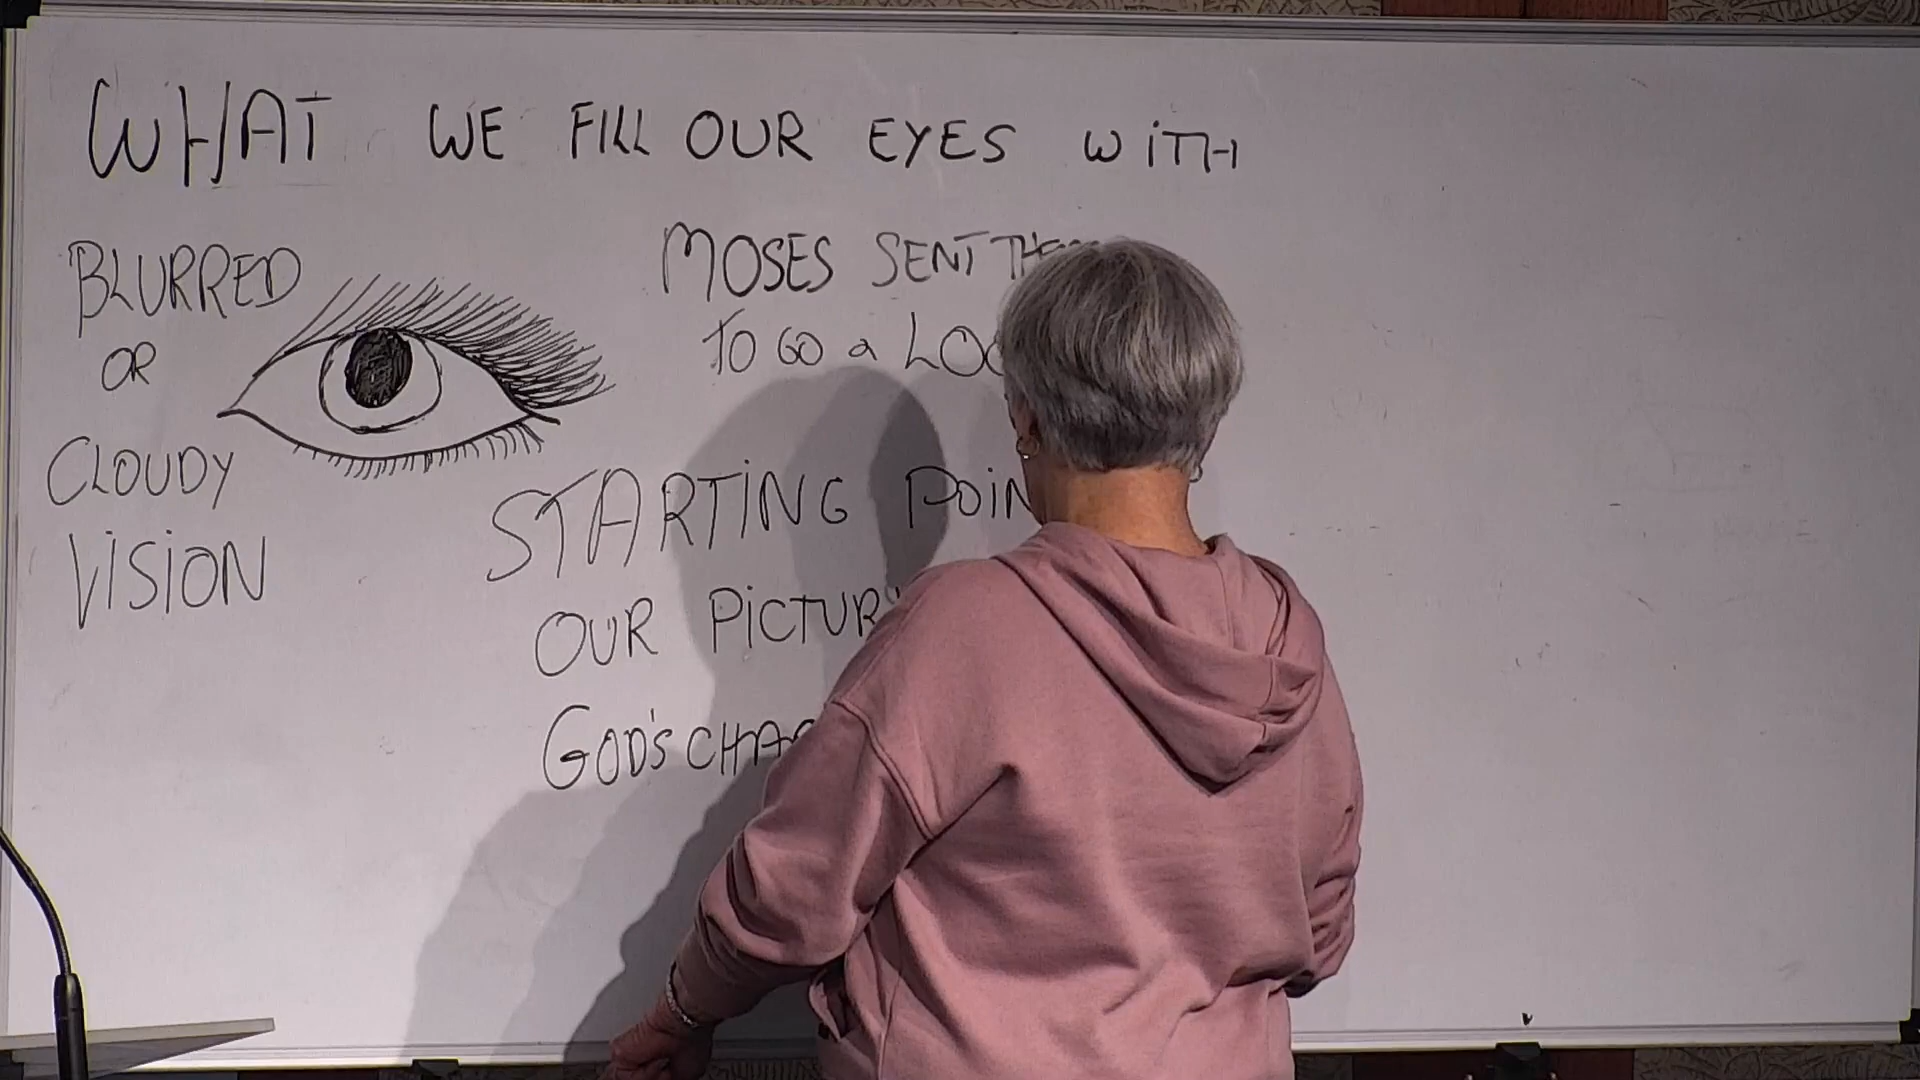 WHAT WE FILL OUR EYES WITH
BLURRED
OR
CLOUDY
VISION
MOSES SENT
TO GO a
STARTING
OUR
GOD'S